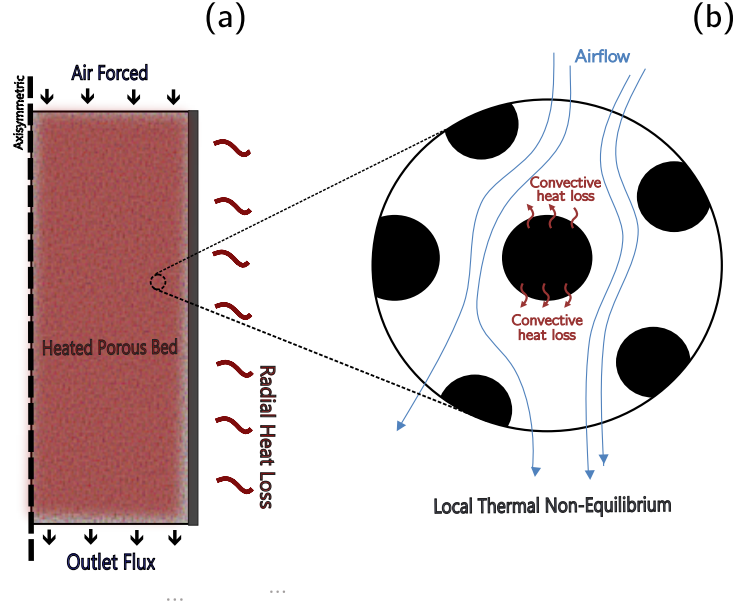 (a)
(b)
Air Forced
Axisymmetric
Airflow
Convective
heat loss
Convective
heat loss
Heated Porous Bed
Radial Heat Loss
Local Thermal Non-Equilibrium
Outlet Flux
...
...